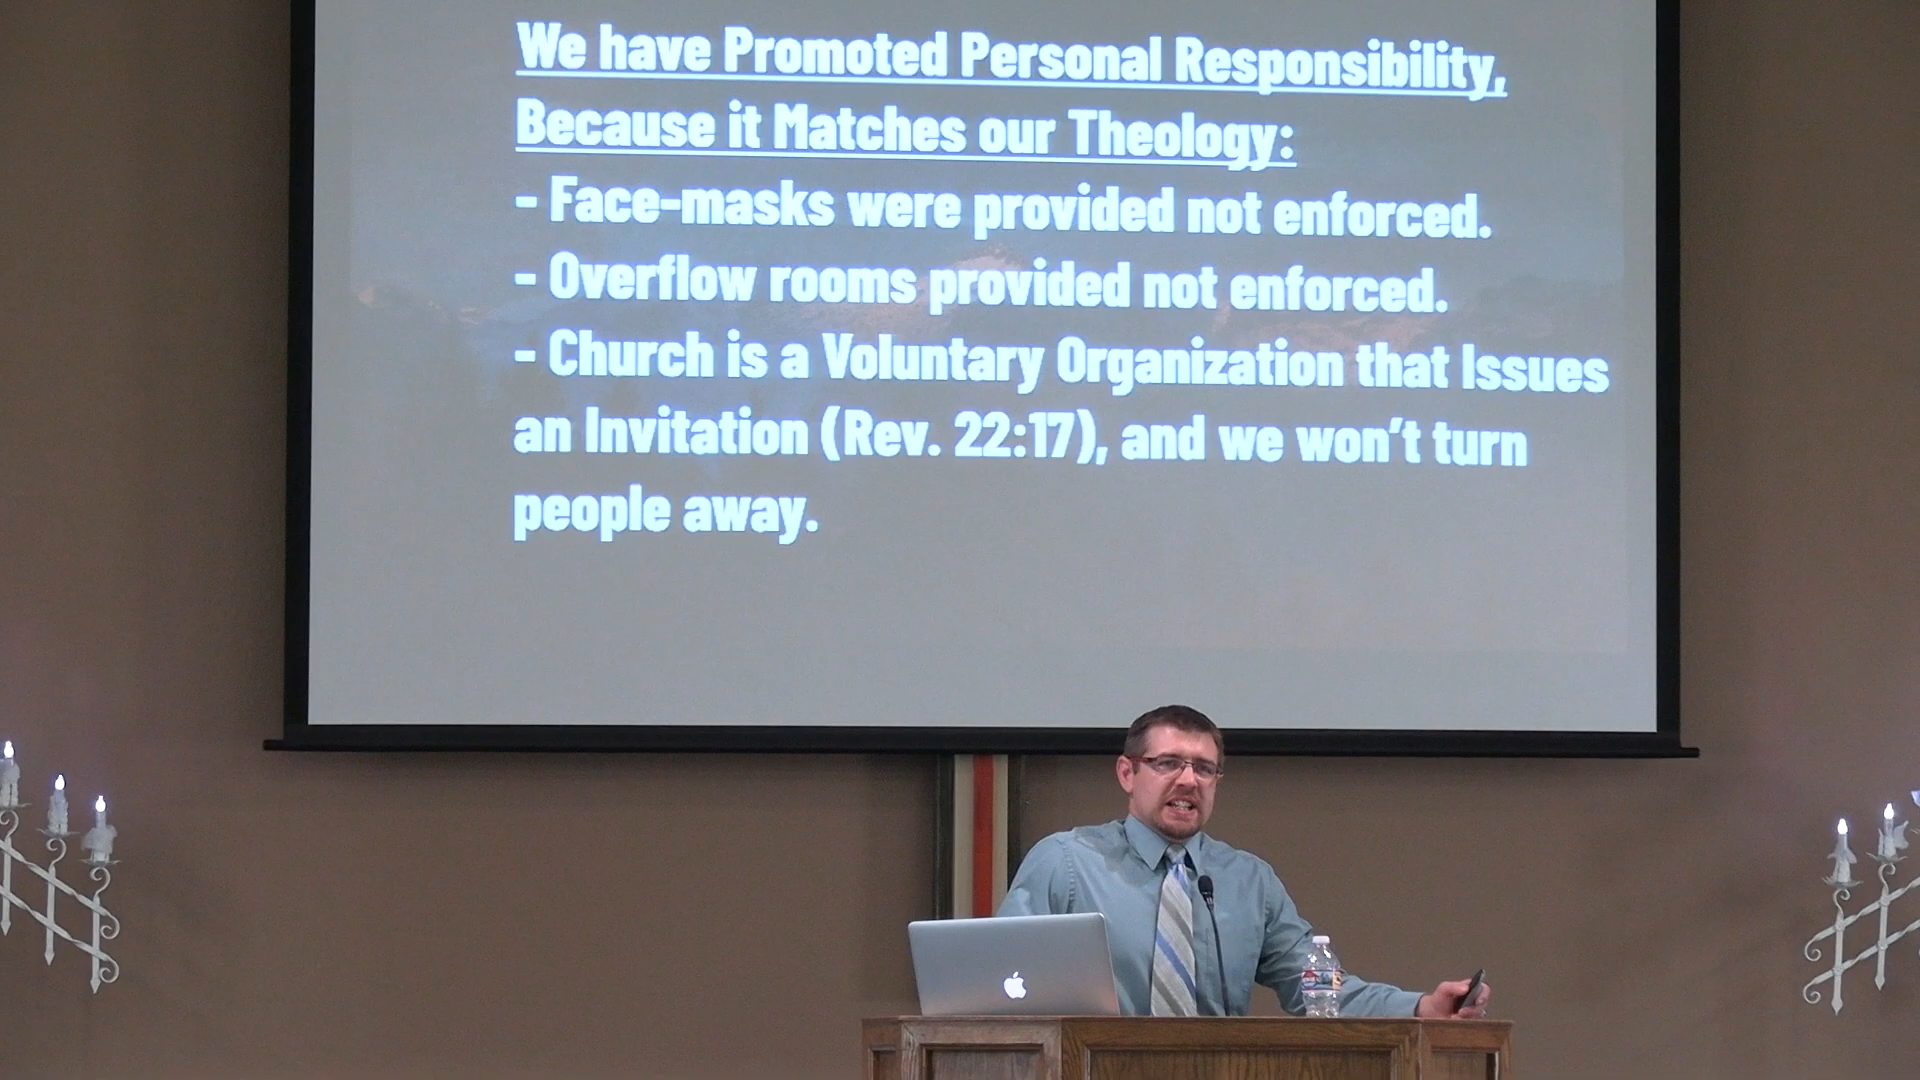 We have Promoted Personal Responsibility,
Because it Matches our Theology:
- Face-masks were provided not enforced.
- Overflow rooms provided not enforced.
- Church is a Voluntary Organization that Issues
an Invitation (Rev. 22:17), and we won't turn
people away.